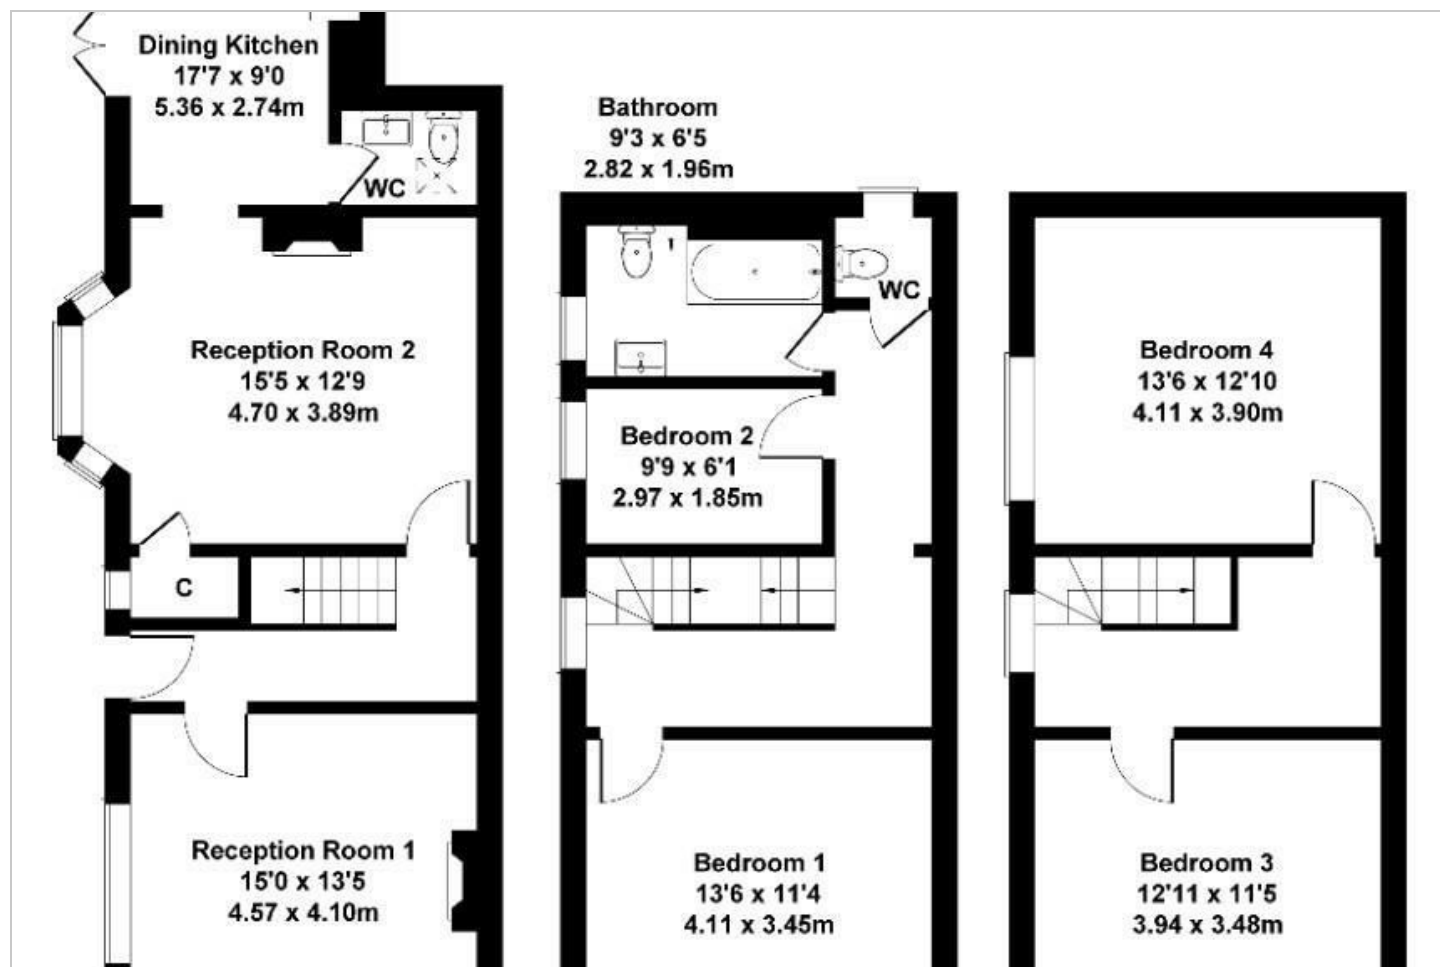 Dining Kitchen
17'7 x 9'0
5.36 x 2.74m
WC
Reception Room 2
15'5 x 12'9
4.70 x 3.89m
C
Reception Room 1
15'0 x 13'5
4.57 x 4.10m
Bathroom
9'3 x 6'5
2.82 x 1.96m
WC
Bedroom 2
9'9 x 6'1
2.97 x 1.85m
Bedroom 1
13'6 x 11'4
4.11 x 3.45m
Bedroom 4
13'6 x 12'10
4.11 x 3.90m
Bedroom 3
12'11 x 11'5
3.94 x 3.48m